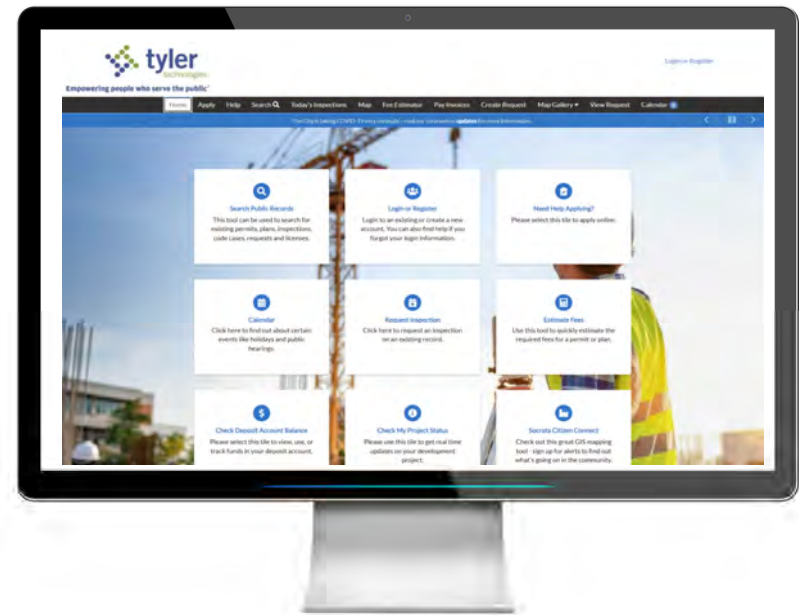 tyler
technologies
Empowering people who serve the public®
Login or Register
Home Apply Help Search Today's Inspections Map Fee Estimator Pay Invoices Create Request Map Gallery View Request Calendar
updates
Search Public Records
This tool can be used to search for
existing permits, plans, inspections,
code cases, requests and licenses.
Login or Register
Login to an existing or create a new
account. You can also find help if you
forgot your login information.
Need Help Applying?
Please select this tile to apply online.
Calendar
Click here to find out about certain
events like holidays and public
hearings.
Request Inspection
Click here to request an inspection
on an existing record.
Estimate Fees
Use this tool to quickly estimate the
required fees for a permit or plan.
Check Deposit Account Balance
Please select this tile to view, use, or
track funds in your deposit account.
Check My Project Status
Please use this tile to get real time
updates on your development
project.
Socrata Citizen Connect
Check out this great GIS mapping
tool - sign up for alerts to find out
what's going on in the community.